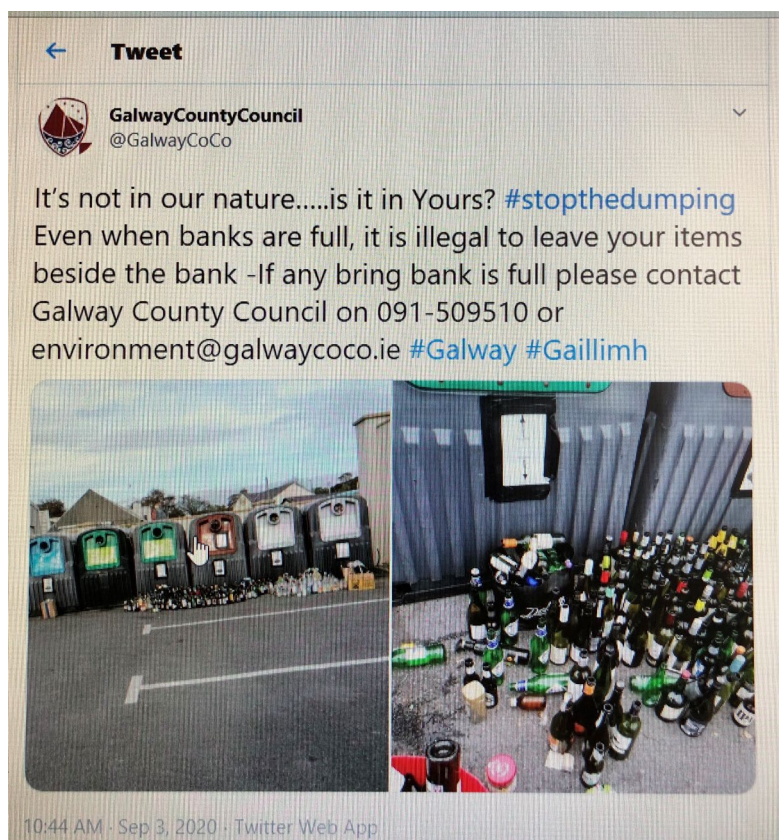 ← Tweet
GalwayCountyCouncil
@GalwayCoCo
It's not in our nature.....is it in Yours? #stopthedumping
Even when banks are full, it is illegal to leave your items
beside the bank -If any bring bank is full please contact
Galway County Council on 091-509510 or
environment@galwaycoco.ie #Galway #Gaillimh
10:44 AM · Sep 3, 2020 · Twitter Web App